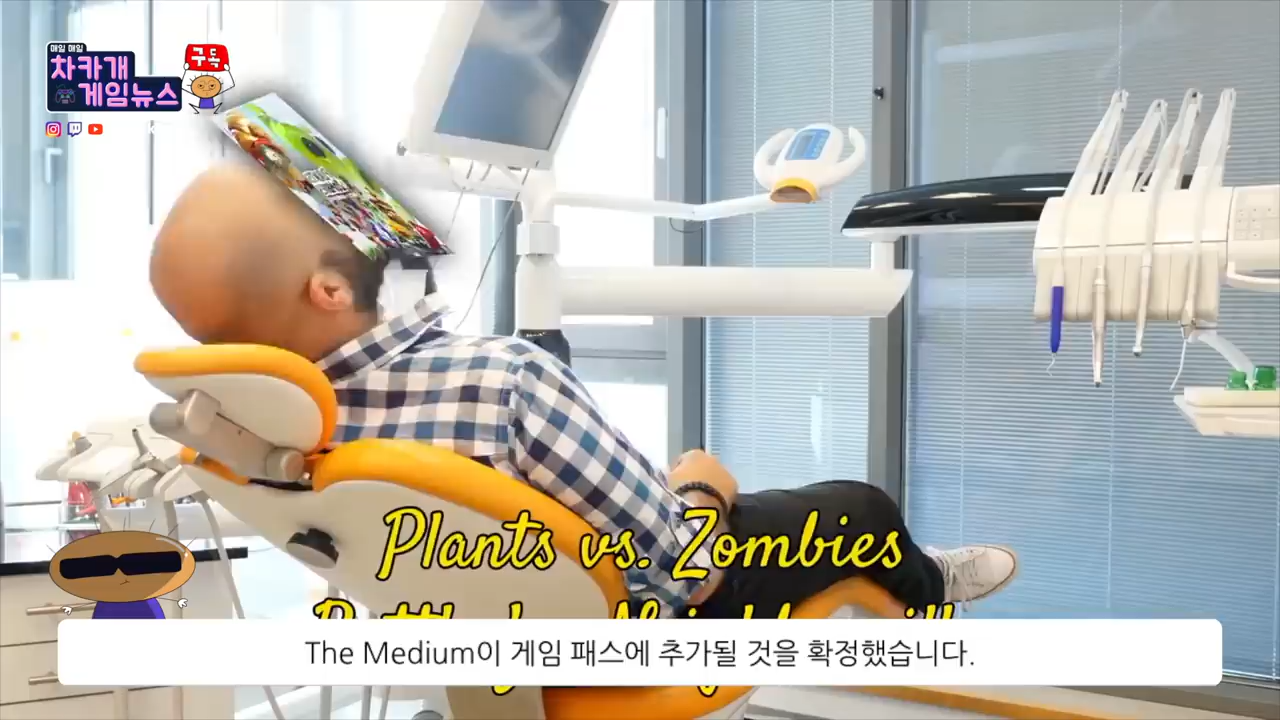 매일 매일
차카개
게임뉴스
구독
Plants vs. Zombies
The Medium이 게임 패스에 추가될 것을 확정했습니다.